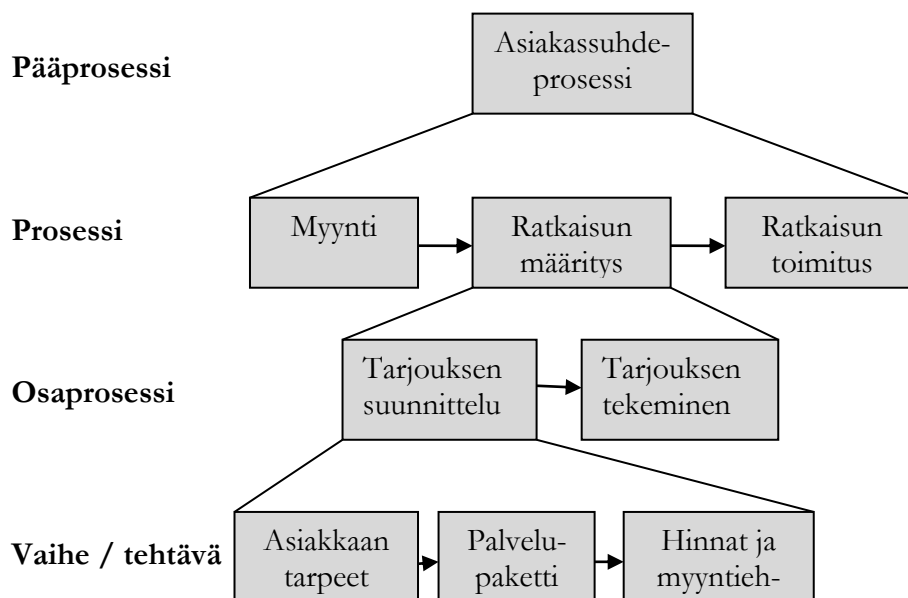 Pääprosessi
Asiakassuhde-
prosessi
Prosessi
Myynti
Ratkaisun
määritys
Ratkaisun
toimitus
Osaprosessi
Tarjouksen
suunnittelu
Tarjouksen
tekeminen
Vaihe / tehtävä
Asiakkaan
tarpeet
Palvelu-
paketti
Hinnat ja
myyntieh-